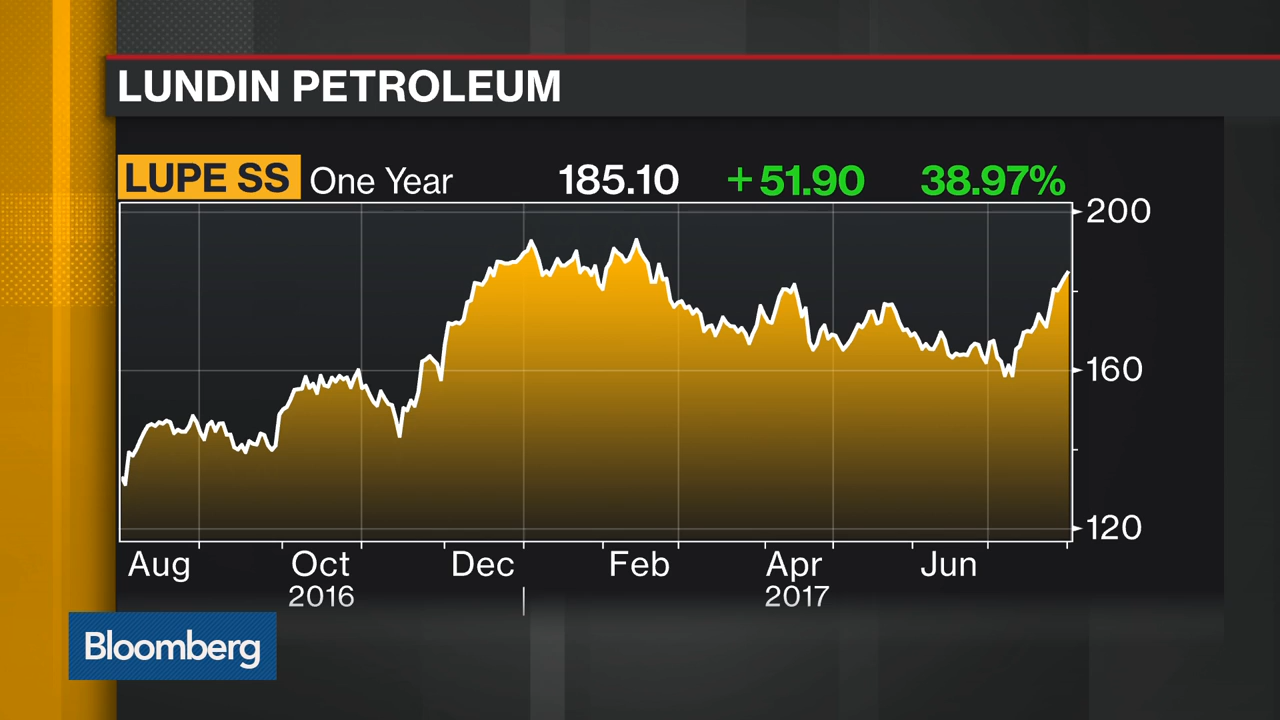 LUNDIN PETROLEUM
LUPE SS One Year 185.10 +51.90 38.97%
200
160
120
Aug Oct Dec Feb Apr Jun
2016 2017
Bloomberg